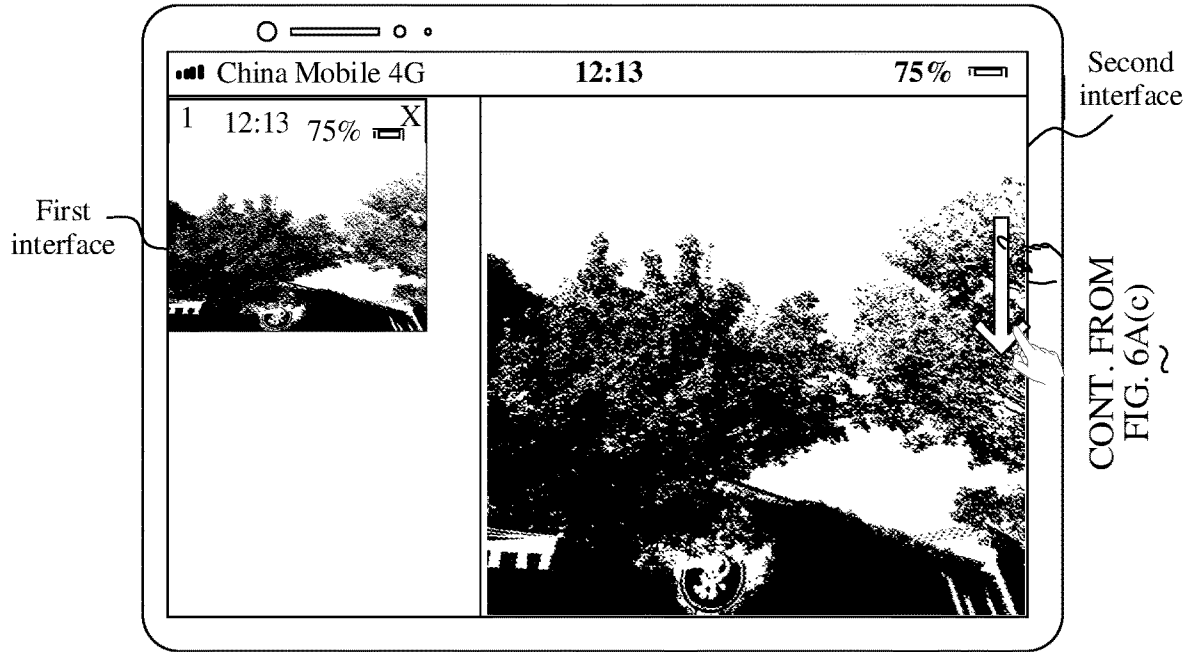 China Mobile 4G 12:13 75%
Second
interface
1 12:13 75% X
First
interface
CONT. FROM
FIG. 6A(c)